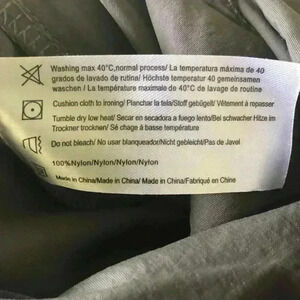 Washing max 40°C,normal process/ La temperatura máxima de 40
grados de lavado de rutina/ Höchste temperatur 40 gemeinsamen
waschen / La température maximale de 40°C de lavage courant
Cushion cloth to ironing/ Planchar la tela/Stoff gebügelt/ Vêtement à repasser
Tumble dry low heat/ Secar en secadora a fuego lento/Bei schwacher Hitze im
Trockner trocknen/ Sé chage à basse température
Do not bleach/ No usar blanqueador/Nicht gebleicht/Pas de Javel
100%Nylon/Nylon/Nylon/Nylon
Made in China/Made in China/Made in China/Fabriqué en Chine